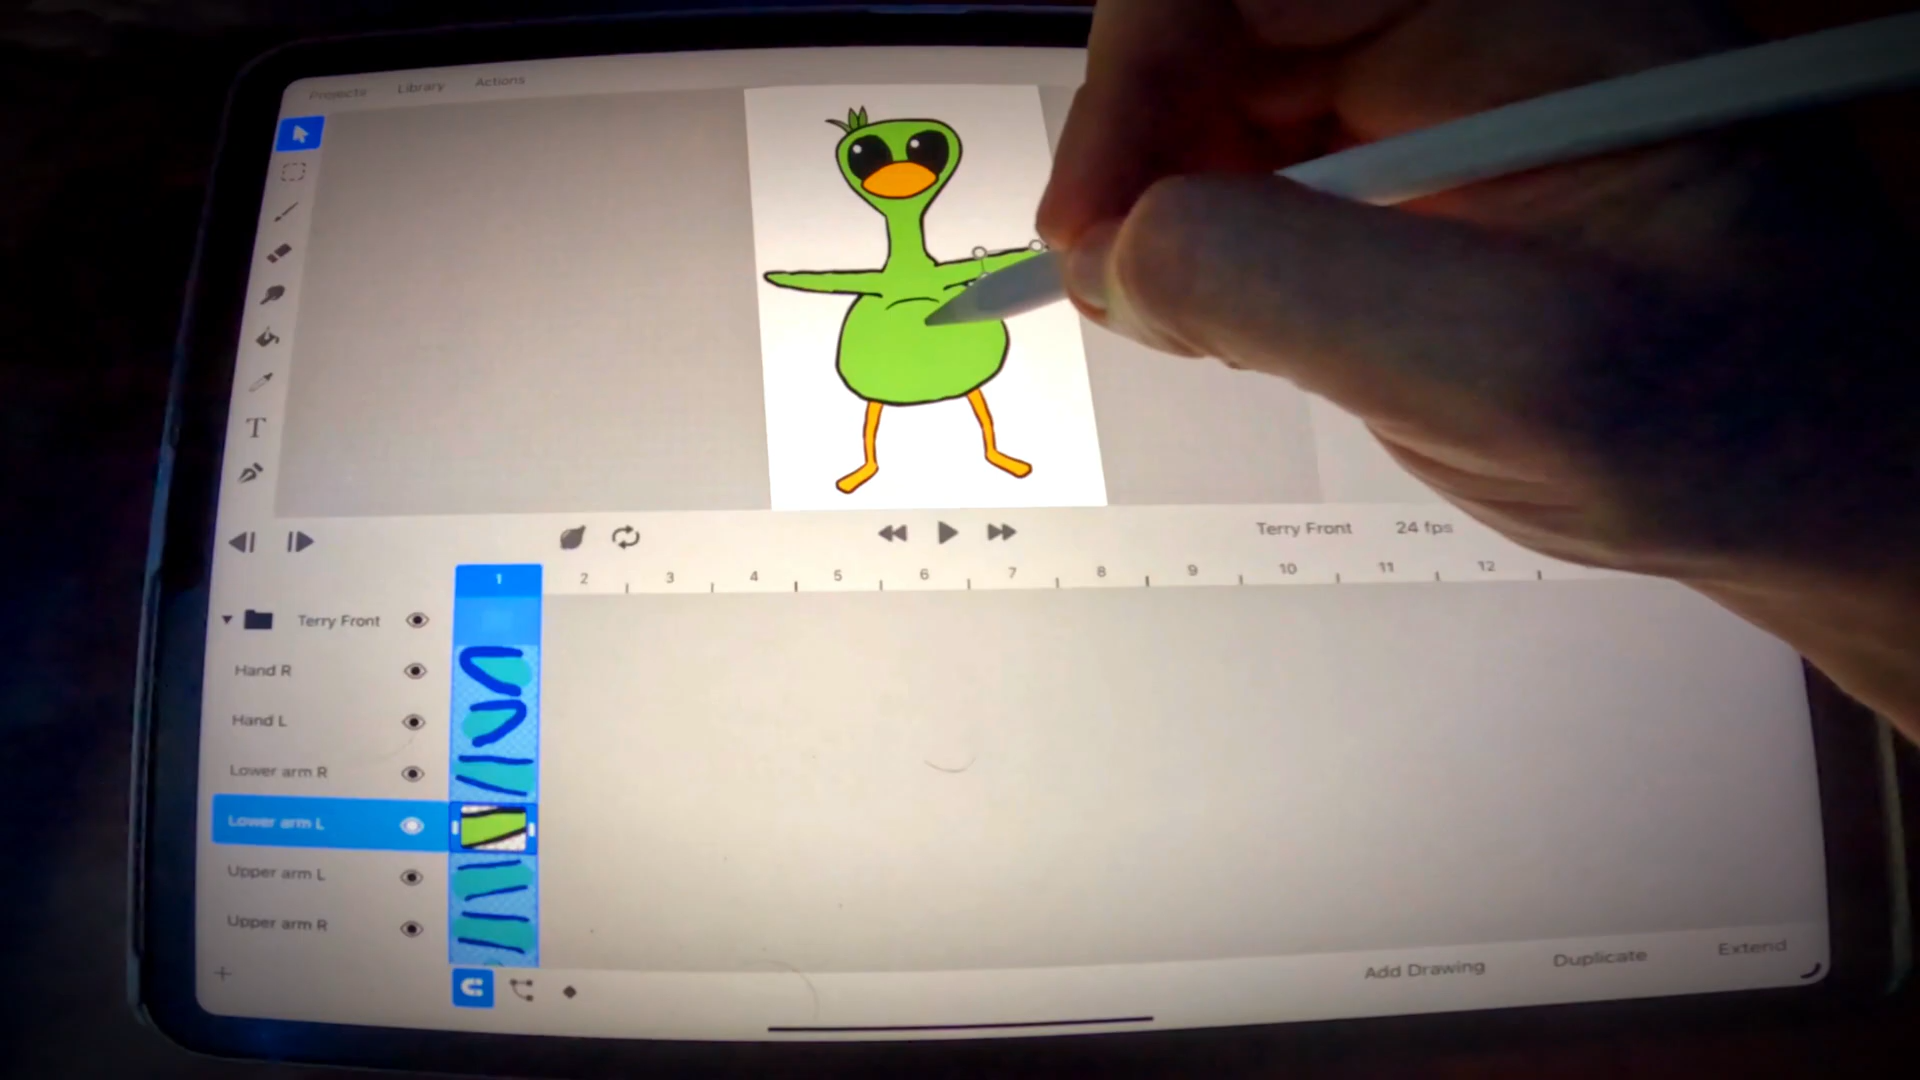 Projects Library Actions
T
Terry Front 24 fps
1 2 3 4 5 6 7 8 9 10 11 12
Terry Front
Hand R
Hand L
Lower arm R
Lower arm L
Upper arm L
Upper arm R
Add Drawing Duplicate Extend